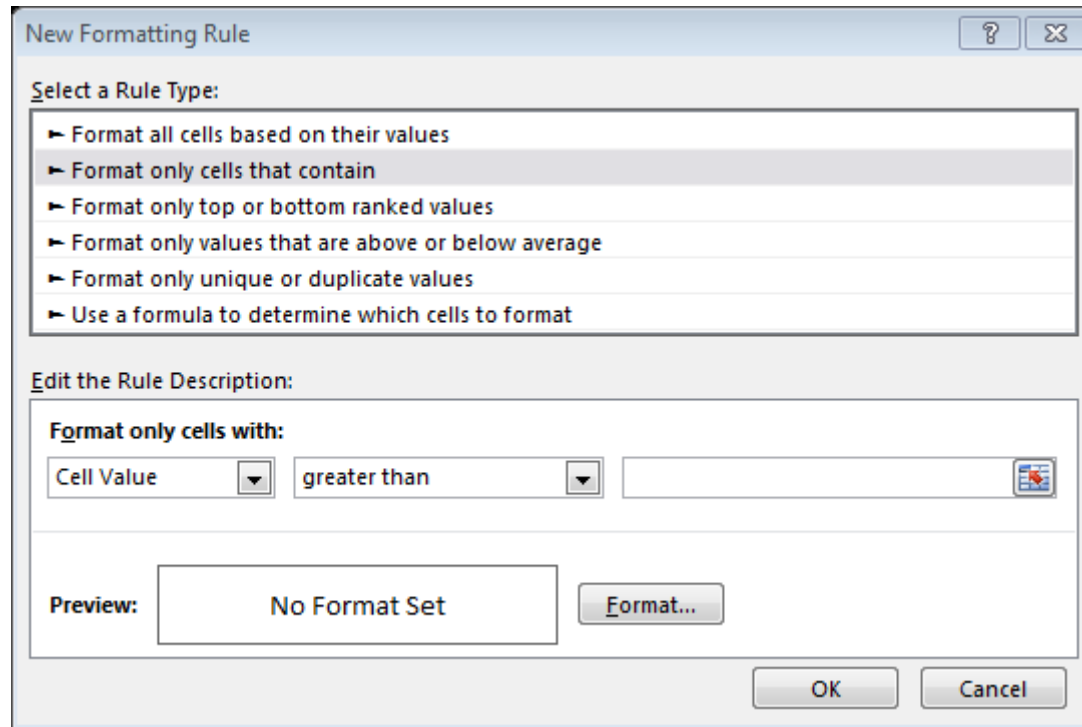 New Formatting Rule
Select a Rule Type:
► Format all cells based on their values
► Format only cells that contain
► Format only top or bottom ranked values
► Format only values that are above or below average
► Format only unique or duplicate values
► Use a formula to determine which cells to format
Edit the Rule Description:
Format only cells with:
Cell Value greater than
Preview: No Format Set Format...
OK Cancel